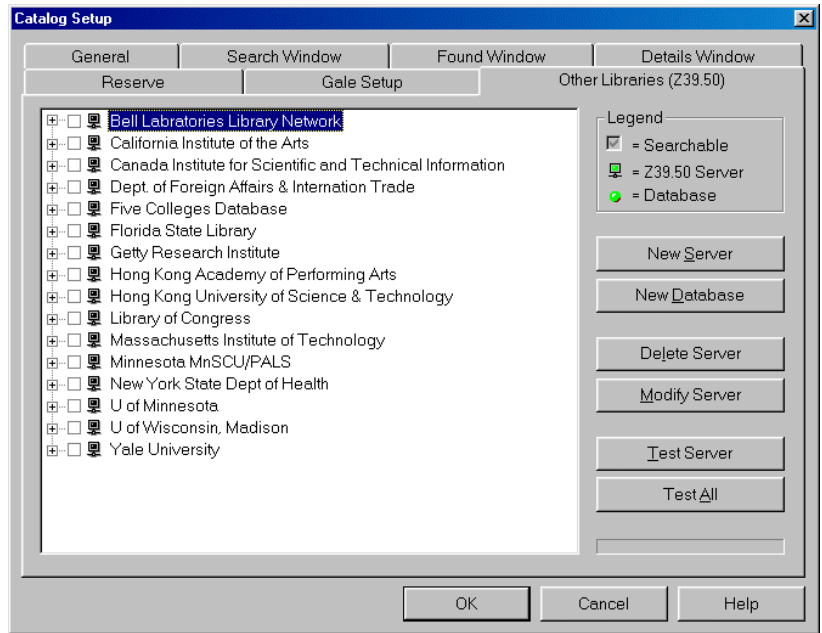 Catalog Setup
General Search Window Found Window Details Window
Reserve Gale Setup Other Libraries (Z39.50)
Bell Labratories Library Network
California Institute of the Arts
Canada Institute for Scientific and Technical Information
Dept. of Foreign Affairs & Internation Trade
Five Colleges Database
Florida State Library
Getty Research Institute
Hong Kong Academy of Performing Arts
Hong Kong University of Science & Technology
Library of Congress
Massachusetts Institute of Technology
Minnesota MnSCU/PALS
New York State Dept of Health
U of Minnesota
U of Wisconsin, Madison
Yale University
Legend
= Searchable
= Z39.50 Server
= Database
New Server
New Database
Delete Server
Modify Server
Test Server
Test All
OK Cancel Help